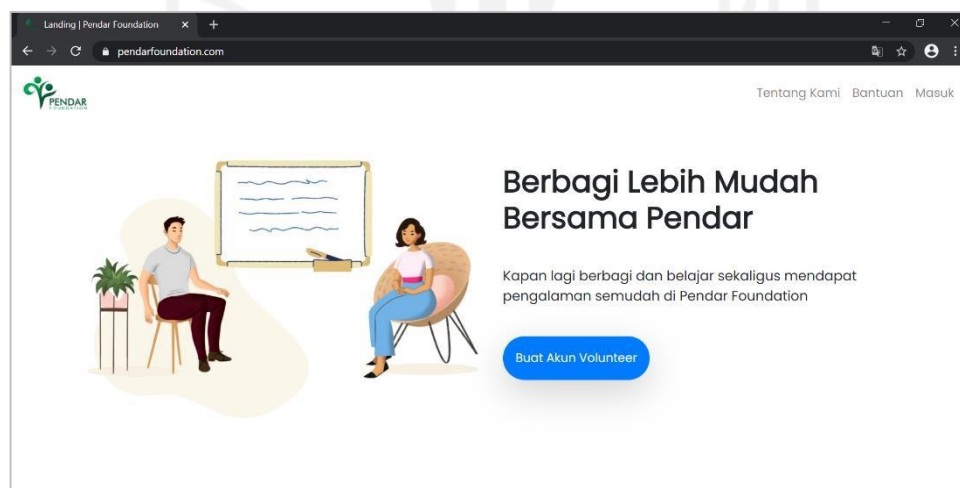 Landing | Pendar Foundation
pendarfoundation.com
PENDAR
FOUNDATION
Tentang Kami Bantuan Masuk
Berbagi Lebih Mudah
Bersama Pendar
Kapan lagi berbagi dan belajar sekaligus mendapat
pengalaman semudah di Pendar Foundation
Buat Akun Volunteer